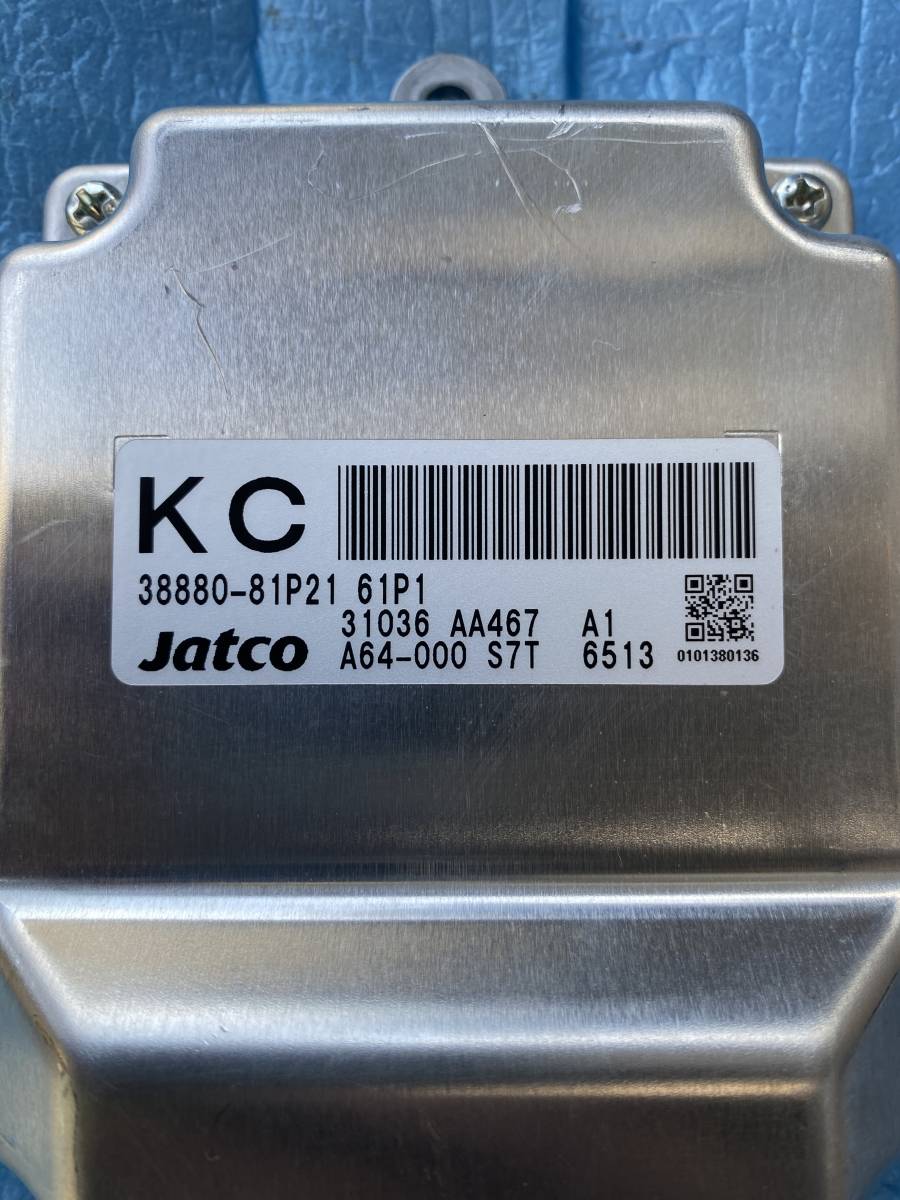 KC
38880-81P21 61P1
31036 AA467 A1
Jatco A64-000 S7T 6513
0101380136